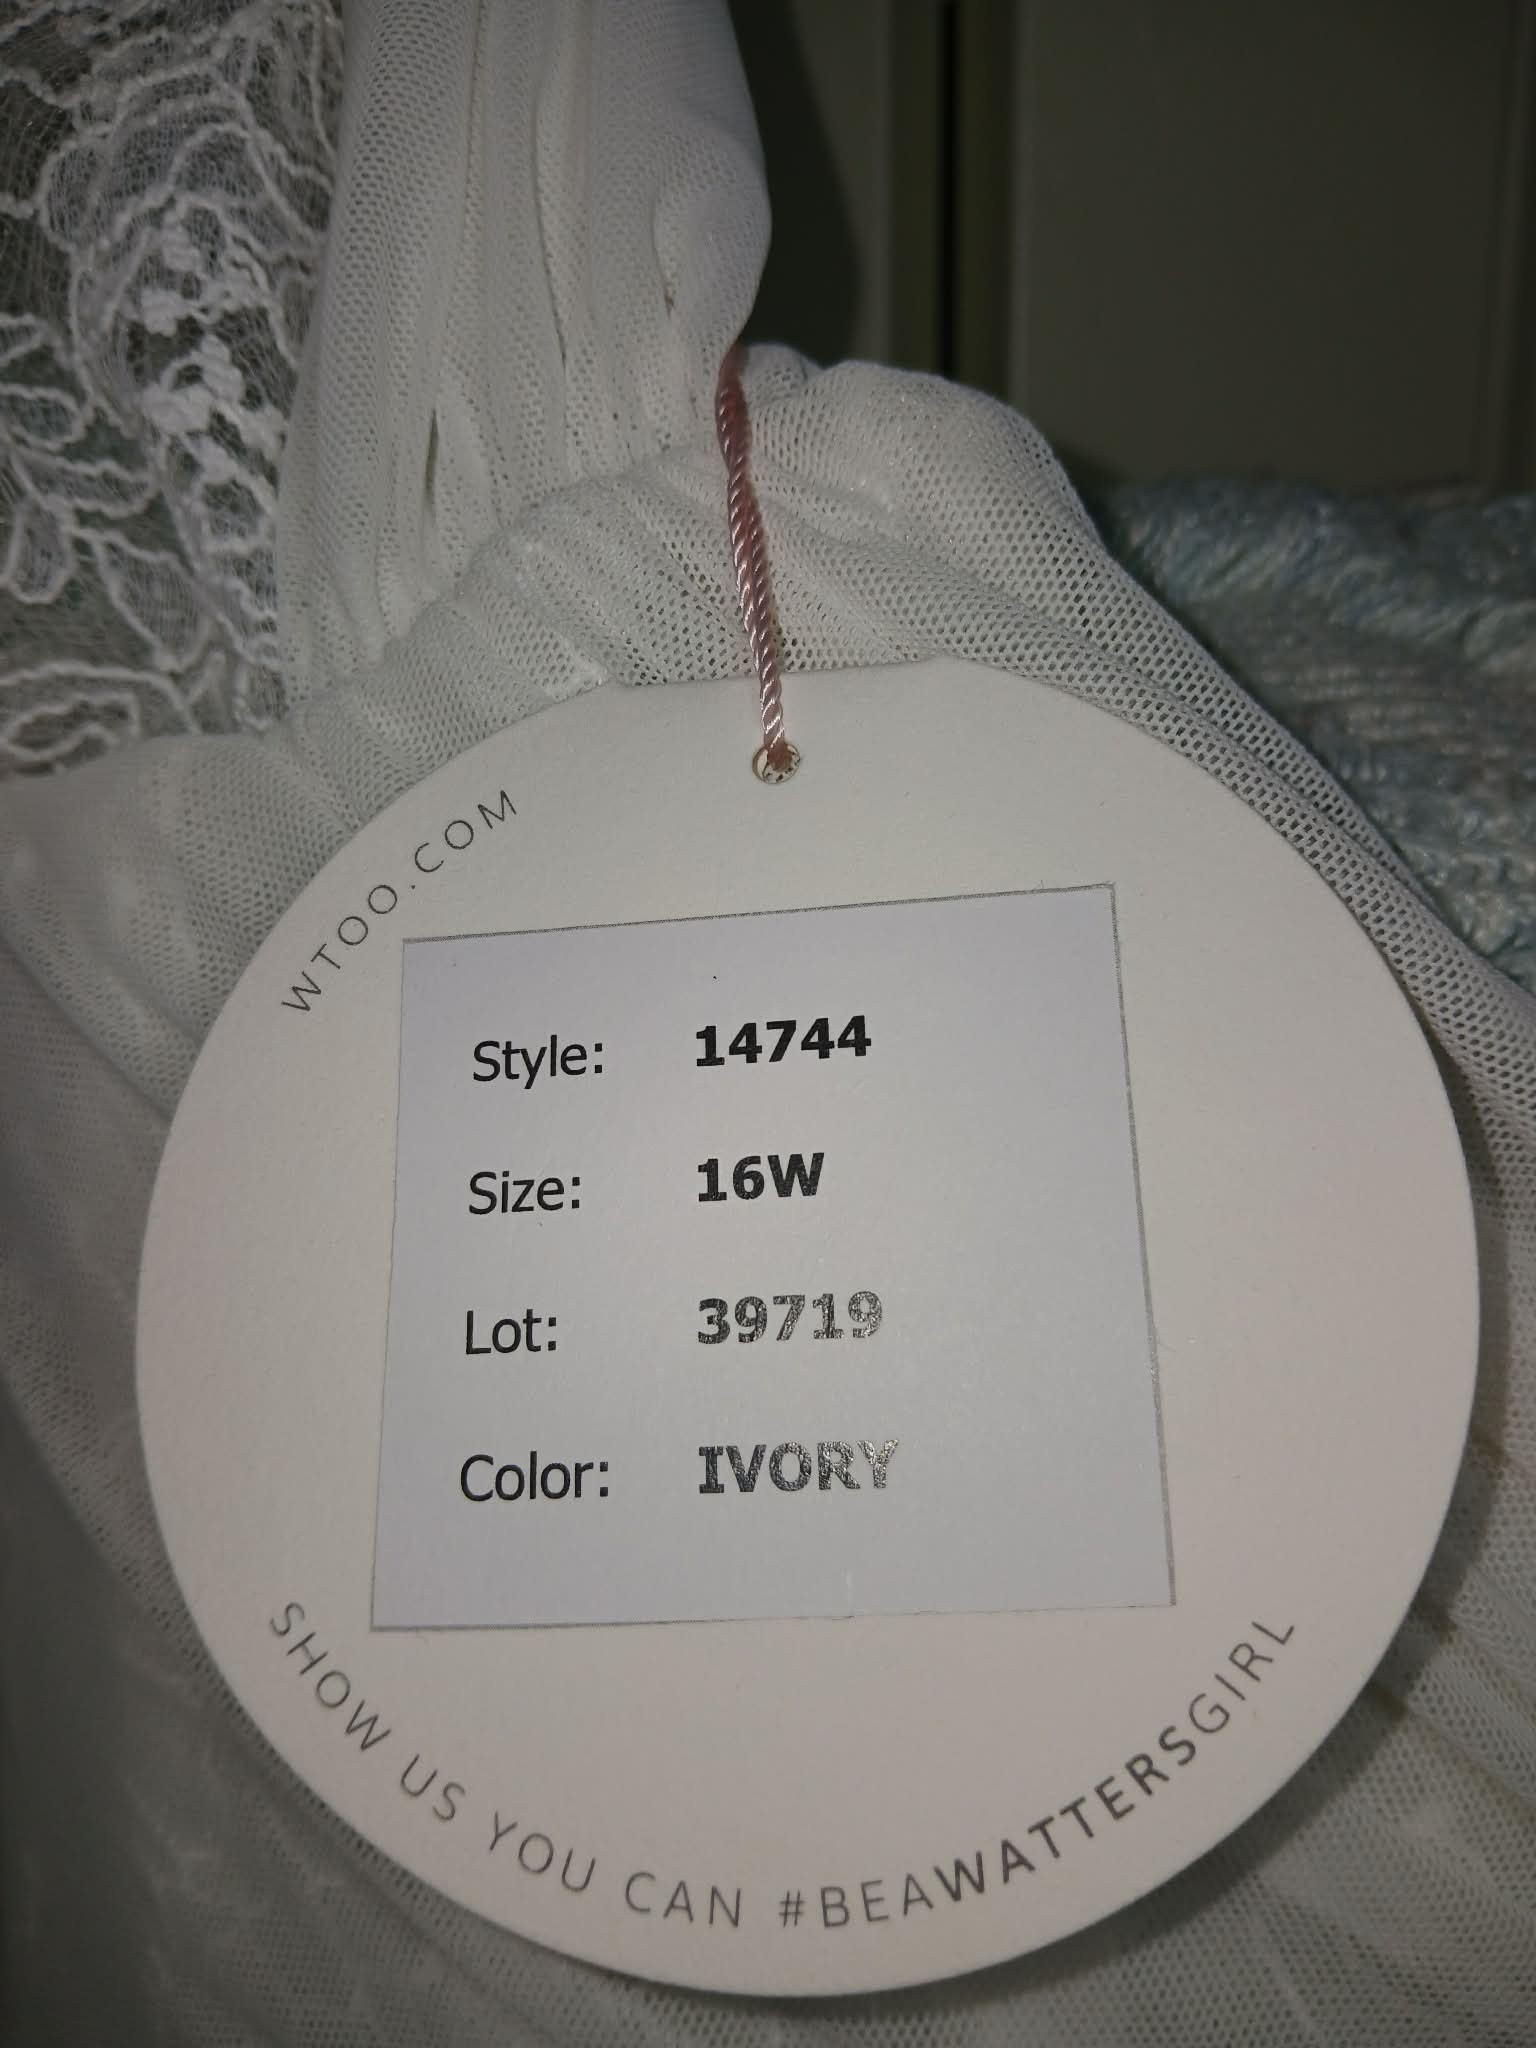 WTOO.COM
Style: 14744
Size: 16W
Lot: 39719
Color: IVORY
SHOW US YOU CAN #BEAWATTERSGIRL